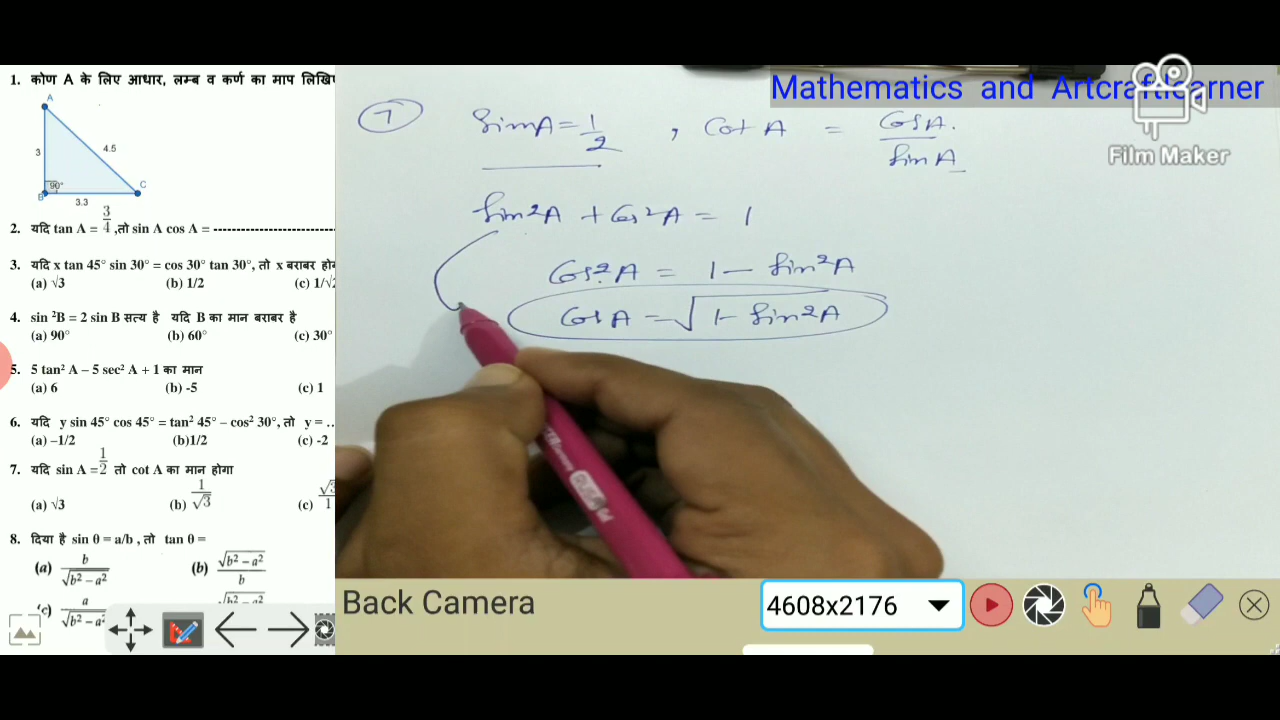 1. कोण A के लिए आधार, लम्ब व कर्ण का माप
A
3
4.5
90°
B
C
3.3
2. यदि tan A = 3/4 ,तो sin A cos A = ---------------------------
3. यदि x tan 45° sin 30° = cos 30° tan 30°, तो x बराबर
(a) √3 (b) 1/2
4. sin ²B = 2 sin B सत्य है यदि B का मान बराबर है
(a) 90° (b) 60° (c) 30°
5. 5 tan² A – 5 sec² A + 1 का मान
(a) 6 (b) -5 (c) 1
6. यदि y sin 45° cos 45° = tan² 45° – cos² 30°, तो y = ..
(a) –1/2 (b)1/2 (c) -2
7. यदि sin A = 1/2 तो cot A का मान होगा
(a) √3 (b) 1/√3 (c)
8. दिया है sin θ = a/b , तो tan θ =
(a) b/√b² – a² (b) √b² – a²/b
(c) a/√b² – a²
Mathematics and Artcraftlearner
Film Maker
7 SinA = 1/2 , Cot A = CosA. / Sin A
Sin²A + Cos²A = 1
Cos²A = 1 – Sin²A
CosA = √1- Sin²A
Back Camera
4608x2176